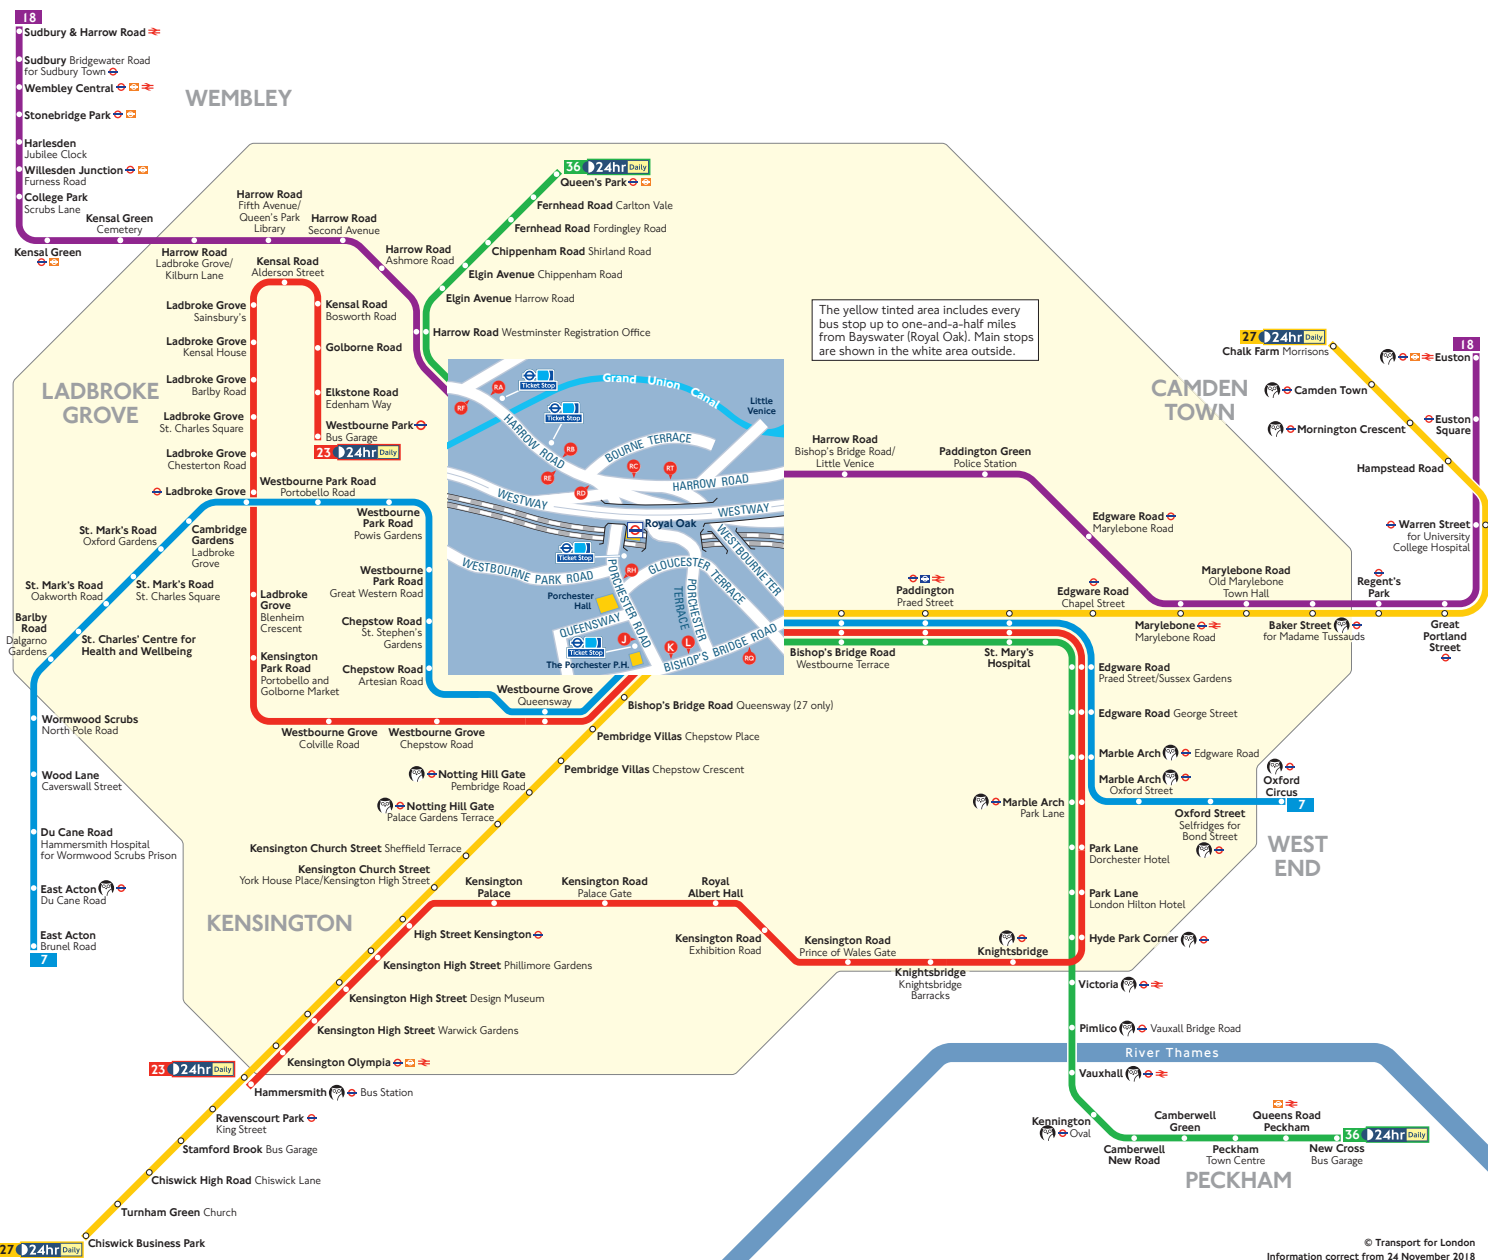 18
Sudbury & Harrow Road
Sudbury Bridgewater Road
for Sudbury Town
Wembley Central
Stonebridge Park
Harlesden
Jubilee Clock
Willesden Junction
Furness Road
College Park
Scrubs Lane
Kensal Green
Kensal Green
Cemetery
WEMBLEY
Harrow Road
Ladbroke Grove/
Kilburn Lane
Harrow Road
Fifth Avenue/
Queen's Park
Library
Harrow Road
Second Avenue
Harrow Road
Ashmore Road
36 24hr Daily
Queen's Park
Fernhead Road Carlton Vale
Fernhead Road Fordingley Road
Chippenham Road Shirland Road
Elgin Avenue Chippenham Road
Elgin Avenue Harrow Road
Harrow Road Westminster Registration Office
Kensal Road
Alderson Street
Kensal Road
Bosworth Road
Golborne Road
Elkstone Road
Edenham Way
Westbourne Park
Bus Garage
23 24hr Daily
Ladbroke Grove
Sainsbury's
Ladbroke Grove
Kensal House
Ladbroke Grove
Barlby Road
Ladbroke Grove
St. Charles Square
Ladbroke Grove
Chesterton Road
Ladbroke Grove
LADBROKE
GROVE
Westbourne Park Road
Portobello Road
Westbourne
Park Road
Powis Gardens
Westbourne
Park Road
Great Western Road
Chepstow Road
St. Stephen's
Gardens
Chepstow Road
Artesian Road
Westbourne Grove
Queensway
Cambridge
Gardens
Ladbroke
Grove
St. Mark's Road
Oxford Gardens
St. Mark's Road
St. Charles Square
St. Mark's Road
Oakworth Road
St. Charles' Centre for
Health and Wellbeing
Barlby
Road
Dalgarno
Gardens
Wormwood Scrubs
North Pole Road
Wood Lane
Caverswall Street
Du Cane Road
Hammersmith Hospital
for Wormwood Scrubs Prison
East Acton
Du Cane Road
East Acton
Brunel Road
7
Ladbroke
Grove
Blenheim
Crescent
Kensington
Park Road
Portobello and
Golborne Market
Westbourne Grove
Colville Road
Westbourne Grove
Chepstow Road
The yellow tinted area includes every
bus stop up to one-and-a-half miles
from Bayswater (Royal Oak). Main stops
are shown in the white area outside.
RA
RF
RB
RE
RC
RT
RD
RH
J
K
L
RQ
Ticket Stop
Ticket Stop
Ticket Stop
Ticket Stop
Grand Union Canal
Little
Venice
HARROW ROAD
BOURNE TERRACE
HARROW ROAD
WESTWAY
WESTWAY
Royal Oak
WESTBOURNE TER
WESTBOURNE PARK ROAD
GLOUCESTER TERRACE
PORCHESTER ROAD
PORCHESTER
TERRACE
Porchester
Hall
QUEENSWAY
BISHOP'S BRIDGE ROAD
The Porchester P.H.
Harrow Road
Bishop's Bridge Road/
Little Venice
Paddington Green
Police Station
Edgware Road
Marylebone Road
Paddington
Praed Street
Edgware Road
Chapel Street
Marylebone
Marylebone Road
Marylebone Road
Old Marylebone
Town Hall
Baker Street
for Madame Tussauds
Regent's
Park
Great
Portland
Street
27 24hr Daily
Chalk Farm Morrisons
Camden Town
Mornington Crescent
Hampstead Road
CAMDEN
TOWN
18
Euston
Euston
Square
Warren Street
for University
College Hospital
Bishop's Bridge Road
Westbourne Terrace
St. Mary's
Hospital
Edgware Road
Praed Street/Sussex Gardens
Edgware Road George Street
Marble Arch Edgware Road
Marble Arch
Oxford Street
Oxford Street
Selfridges for
Bond Street
Oxford
Circus
7
WEST
END
Marble Arch
Park Lane
Park Lane
Dorchester Hotel
Park Lane
London Hilton Hotel
Hyde Park Corner
Bishop's Bridge Road Queensway (27 only)
Pembridge Villas Chepstow Place
Pembridge Villas Chepstow Crescent
Notting Hill Gate
Pembridge Road
Notting Hill Gate
Palace Gardens Terrace
Kensington Church Street Sheffield Terrace
Kensington Church Street
York House Place/Kensington High Street
KENSINGTON
Kensington
Palace
Kensington Road
Palace Gate
Royal
Albert Hall
Kensington Road
Exhibition Road
Kensington Road
Prince of Wales Gate
Knightsbridge
Knightsbridge
Barracks
Knightsbridge
High Street Kensington
Kensington High Street Phillimore Gardens
Kensington High Street Design Museum
Kensington High Street Warwick Gardens
Kensington Olympia
23 24hr Daily
Hammersmith Bus Station
Ravenscourt Park
King Street
Stamford Brook Bus Garage
Chiswick High Road Chiswick Lane
Turnham Green Church
Chiswick Business Park
27 24hr Daily
Victoria
Pimlico Vauxall Bridge Road
River Thames
Vauxhall
Kennington
Oval
Camberwell
New Road
Camberwell
Green
Peckham
Town Centre
Queens Road
Peckham
New Cross
Bus Garage
36 24hr Daily
PECKHAM
© Transport for London
Information correct from 24 November 2018